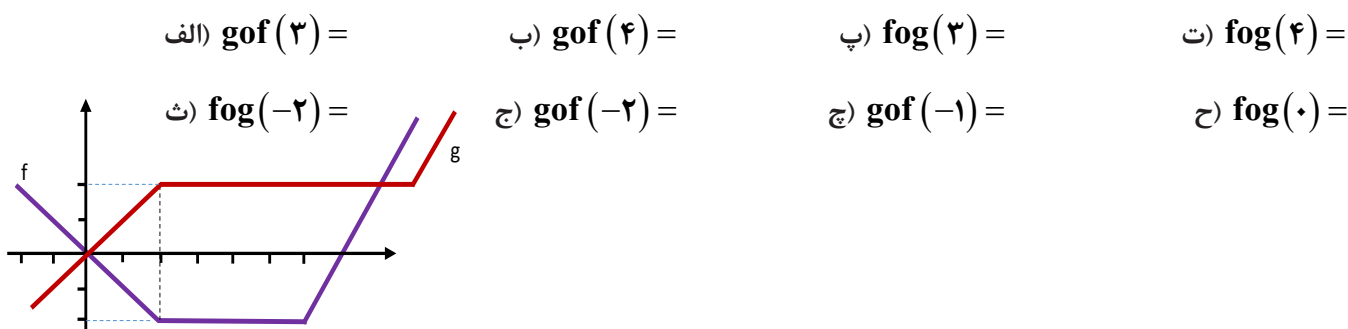 الف) gof(۳)= ب) gof(۴)= پ) fog(۳)= ت) fog(۴)=
ث) fog(−۲)= ج) gof(−۲)= چ) gof(−۱)= ح) fog(۰)=
f
g